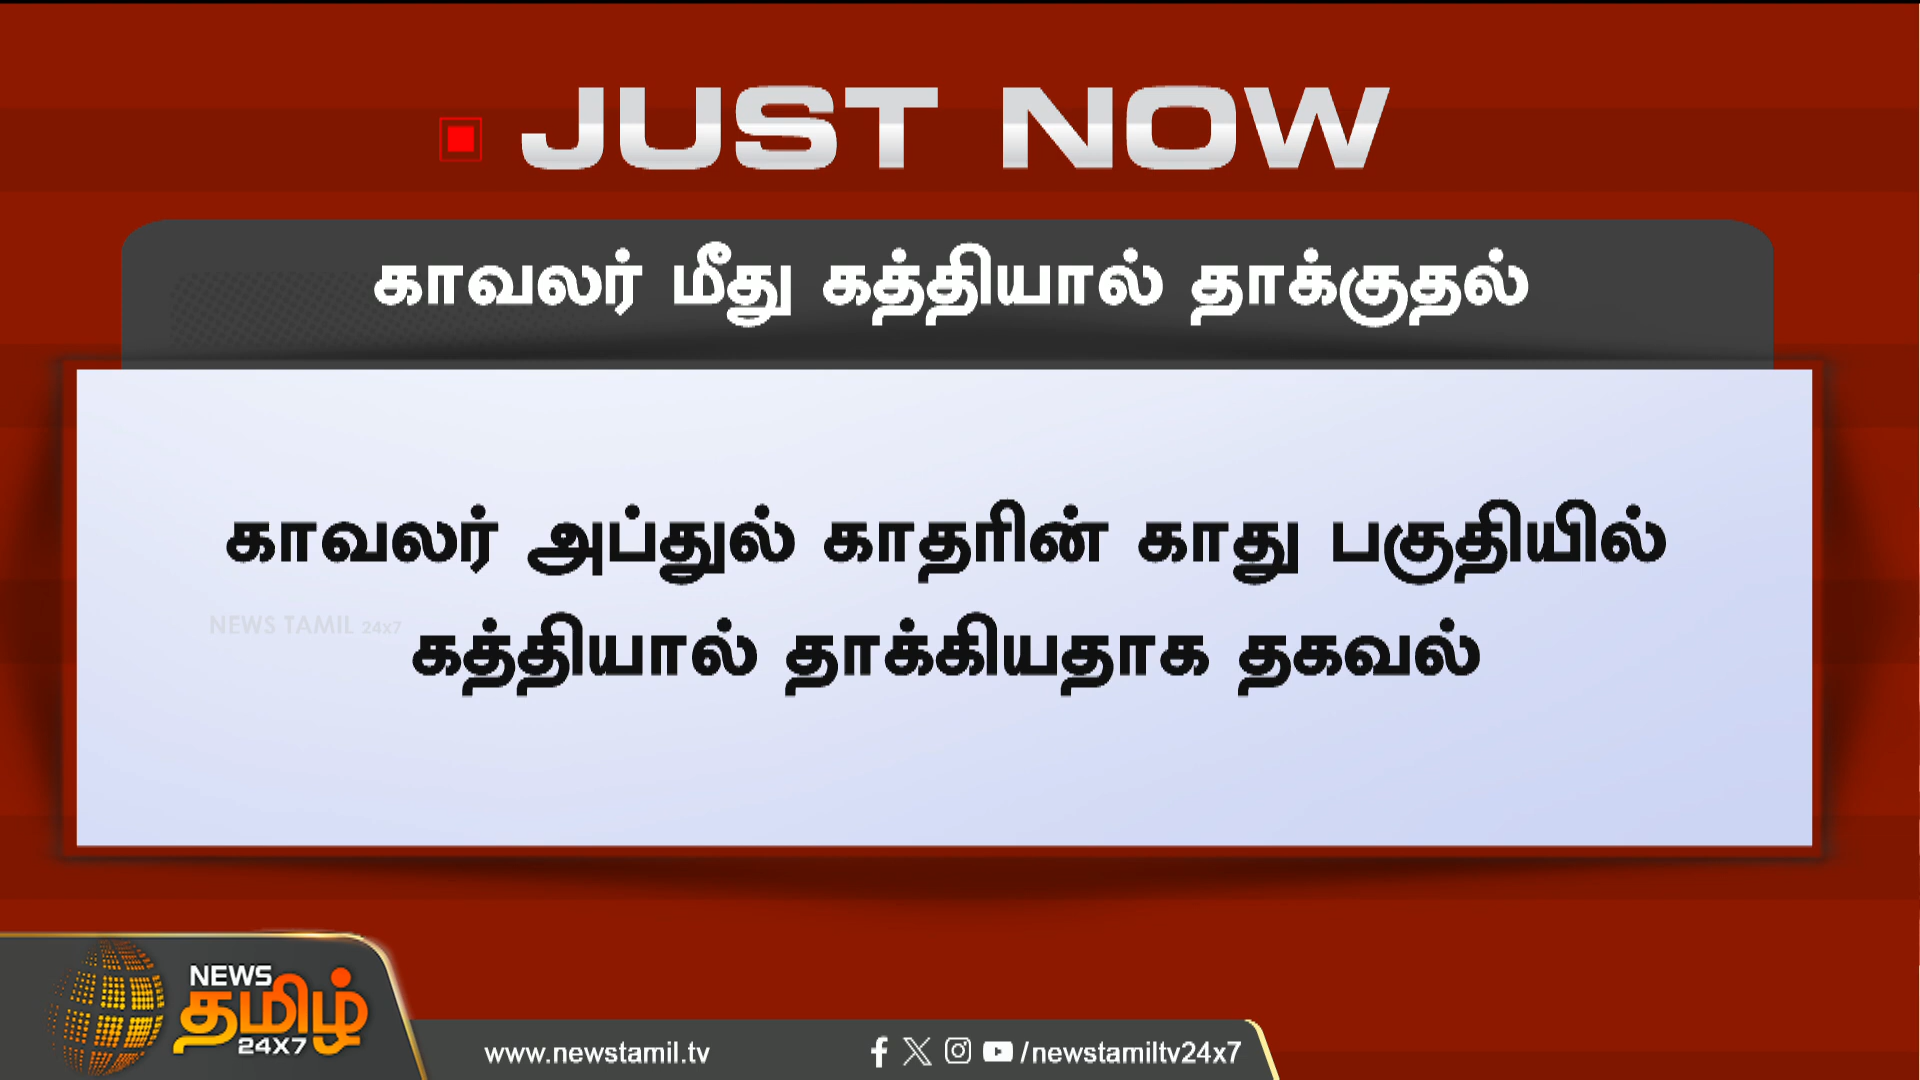 JUST NOW
காவலர் மீது கத்தியால் தாக்குதல்
காவலர் அப்துல் காதரின் காது பகுதியில்
NEWS TAMIL 24x7
கத்தியால் தாக்கியதாக தகவல்
NEWS
தமிழ்
24X7
www.newstamil.tv
/newstamiltv24x7